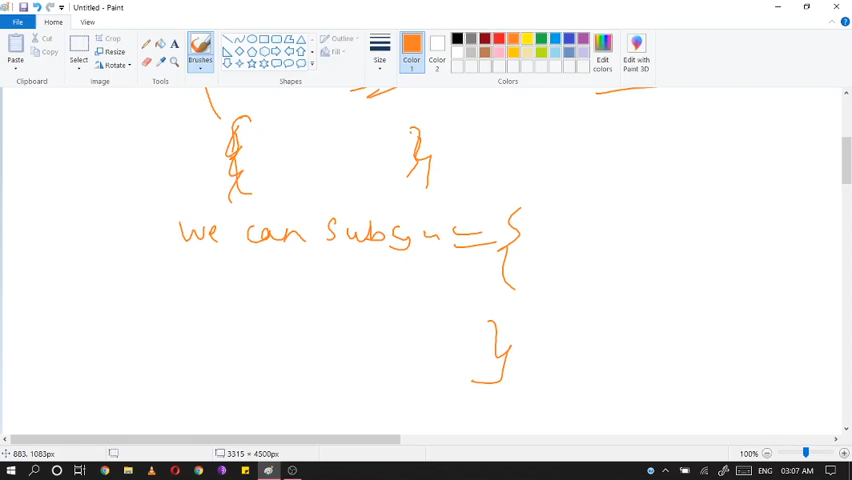 Untitled - Paint
File Home View
Paste Cut Copy Select Crop Resize Rotate Brushes Outline Fill Size Color 1 Color 2 Edit colors Edit with Paint 3D
Clipboard Image Tools Shapes Colors
{ }
we can = {
}
883, 1083px 3315 × 4500px 100%
ENG 03:07 AM